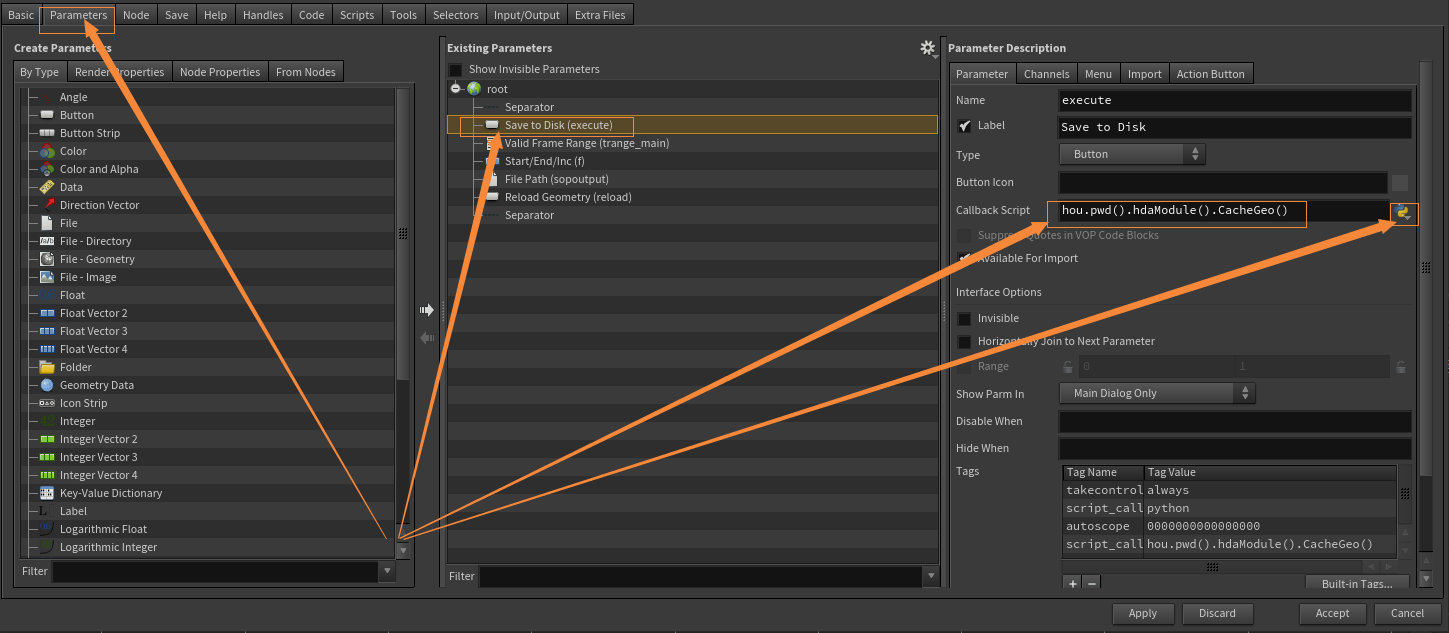 Basic Parameters Node Save Help Handles Code Scripts Tools Selectors Input/Output Extra Files
Create Parameters
By Type Render Properties Node Properties From Nodes
Angle
Button
Button Strip
Color
Color and Alpha
Data
Direction Vector
File
File - Directory
File - Geometry
File - Image
Float
Float Vector 2
Float Vector 3
Float Vector 4
Folder
Geometry Data
Icon Strip
Integer
Integer Vector 2
Integer Vector 3
Integer Vector 4
Key-Value Dictionary
Label
Logarithmic Float
Logarithmic Integer
Filter
Existing Parameters
Show Invisible Parameters
root
Separator
Save to Disk (execute)
Valid Frame Range (trange_main)
Start/End/Inc (f)
File Path (sopoutput)
Reload Geometry (reload)
Separator
Filter
Parameter Description
Parameter Channels Menu Import Action Button
Name execute
Label Save to Disk
Type Button
Button Icon
Callback Script hou.pwd().hdaModule().CacheGeo()
Suppress Quotes in VOP Code Blocks
Available For Import
Interface Options
Invisible
Horizontally Join to Next Parameter
Range 0 1
Show Parm In Main Dialog Only
Disable When
Hide When
Tags Tag Name Tag Value
takecontrol always
script_call python
autoscope 0000000000000000
script_call hou.pwd().hdaModule().CacheGeo()
+ − Built-in Tags...
Apply Discard Accept Cancel